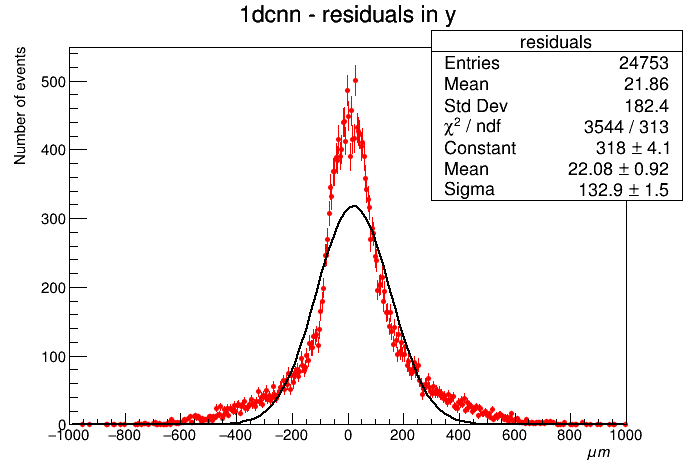 1dcnn - residuals in y
residuals
Entries 24753
Mean 21.86
Std Dev 182.4
χ² / ndf 3544 / 313
Constant 318 ± 4.1
Mean 22.08 ± 0.92
Sigma 132.9 ± 1.5
Number of events
500
400
300
200
100
0
−1000 −800 −600 −400 −200 0 200 400 600 800 1000
μm